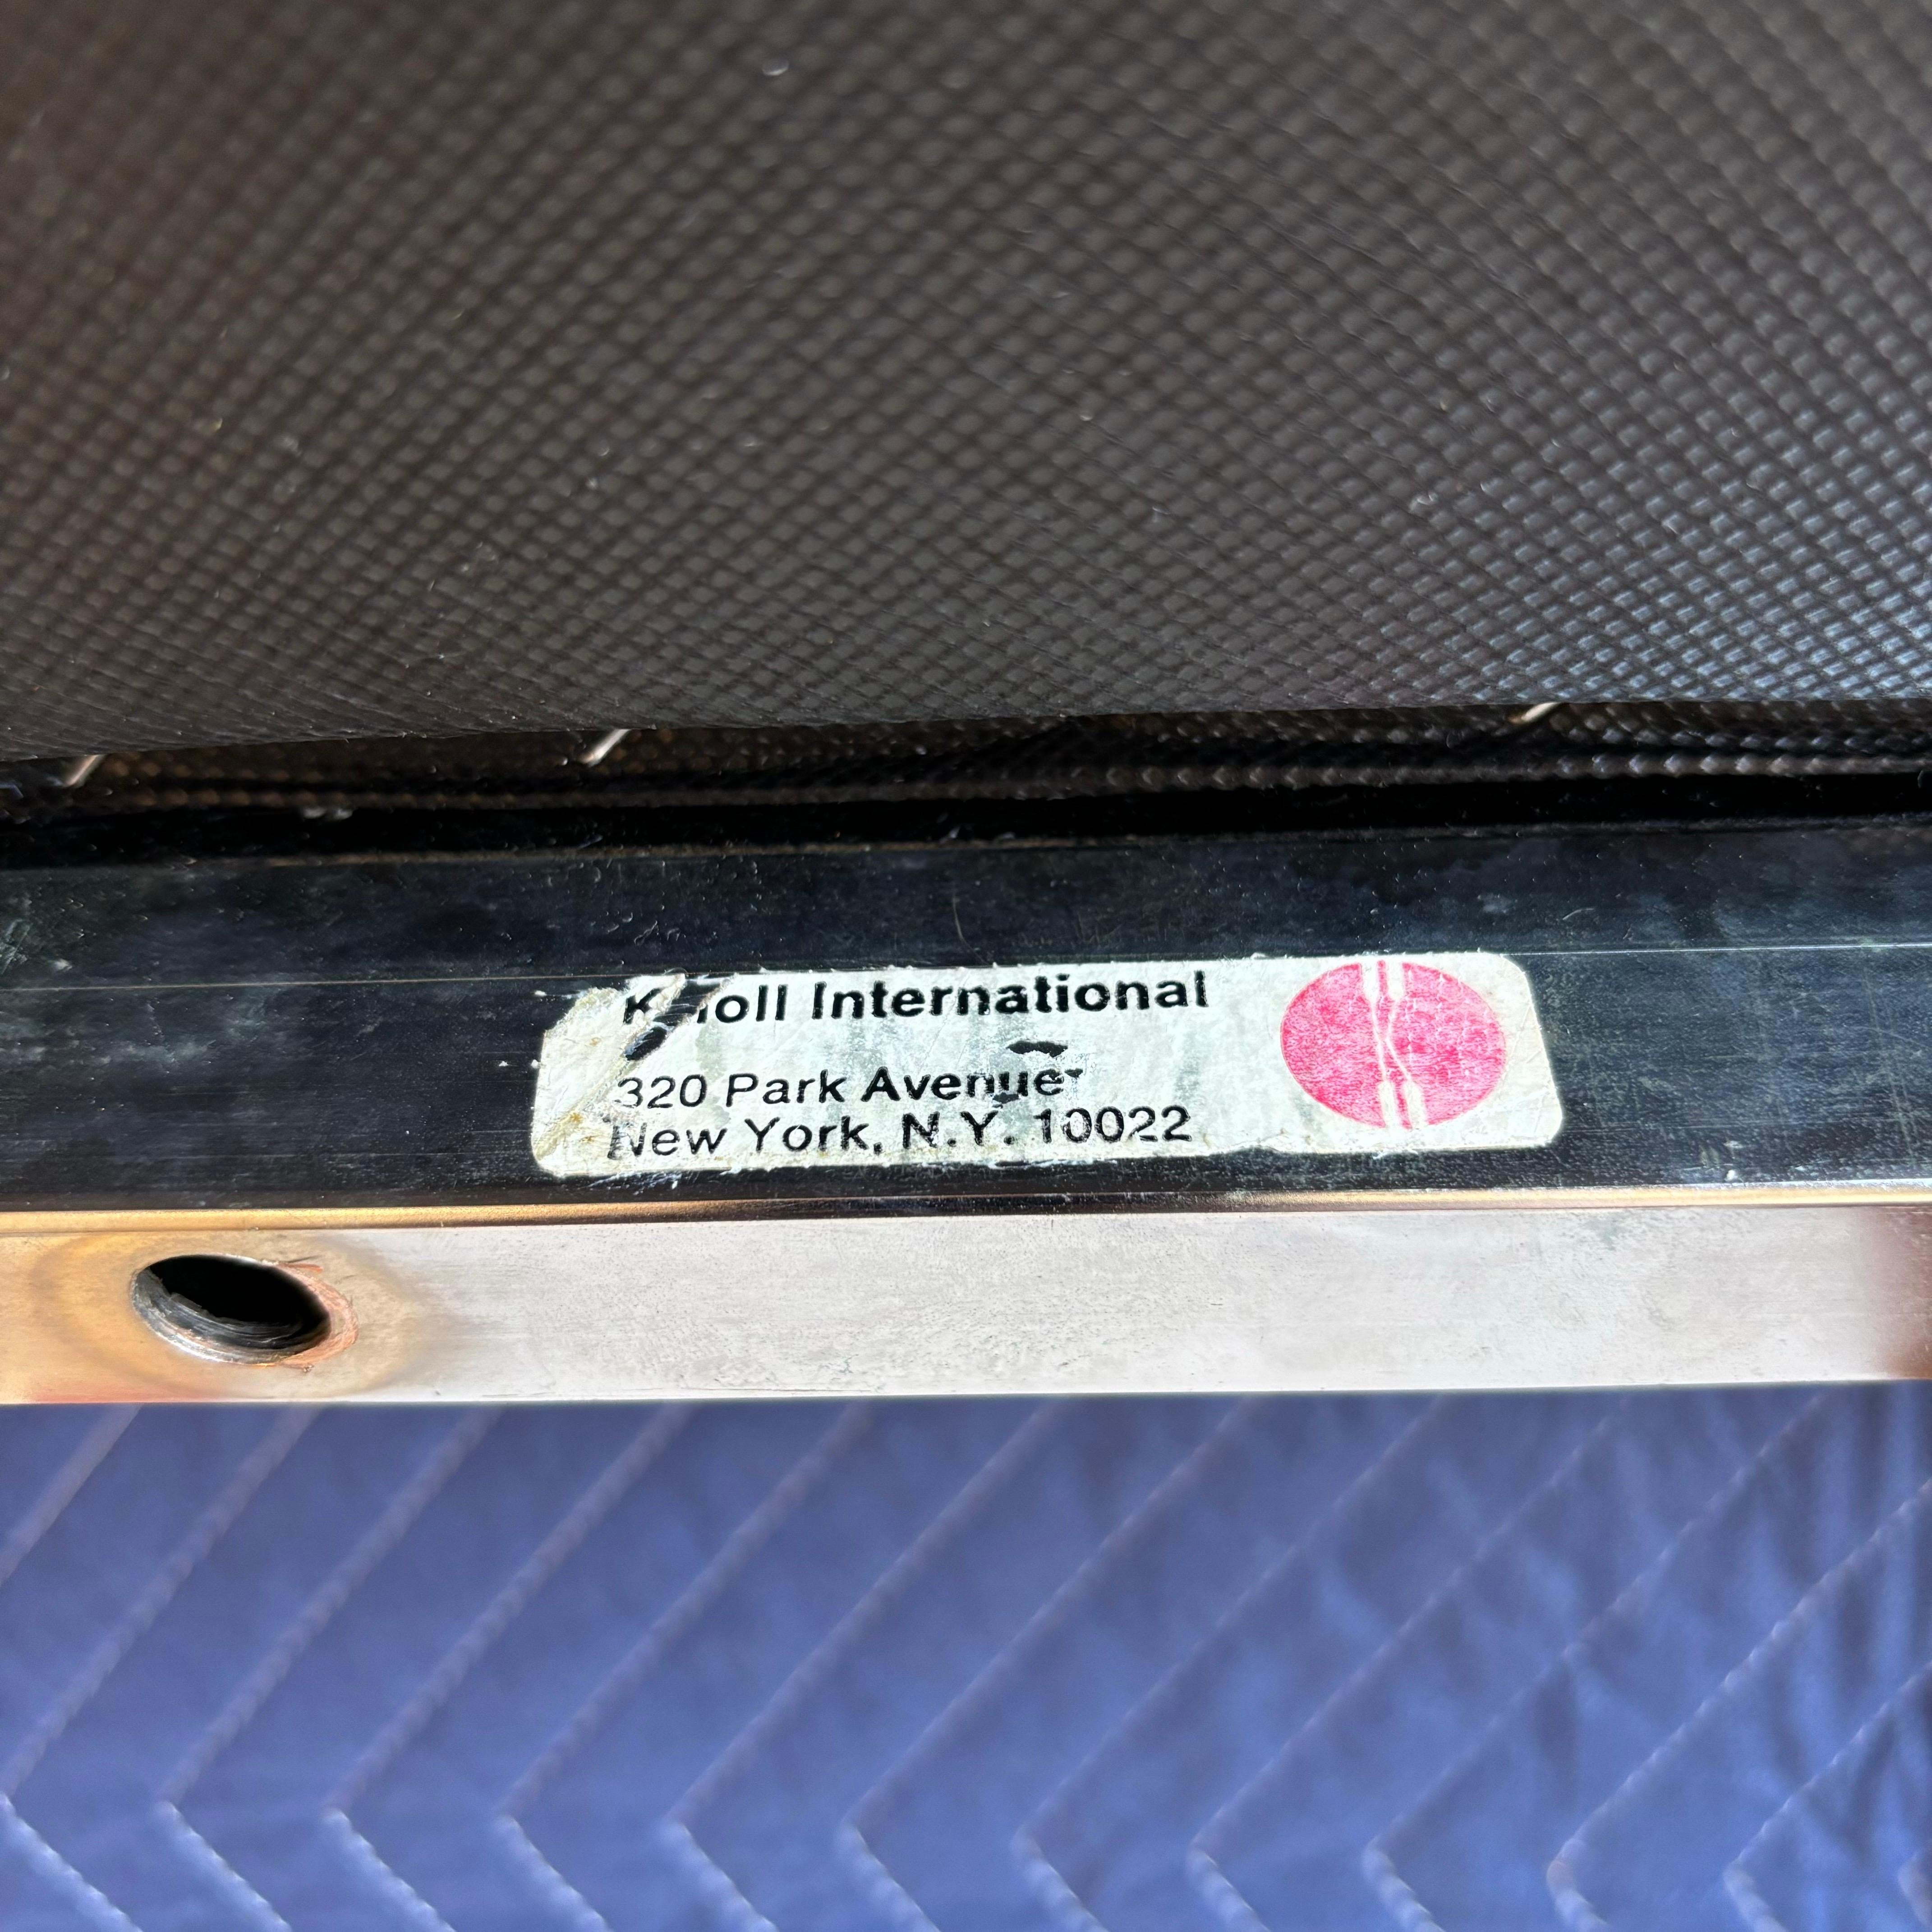 Knoll International
320 Park Avenue
New York, N.Y. 10022